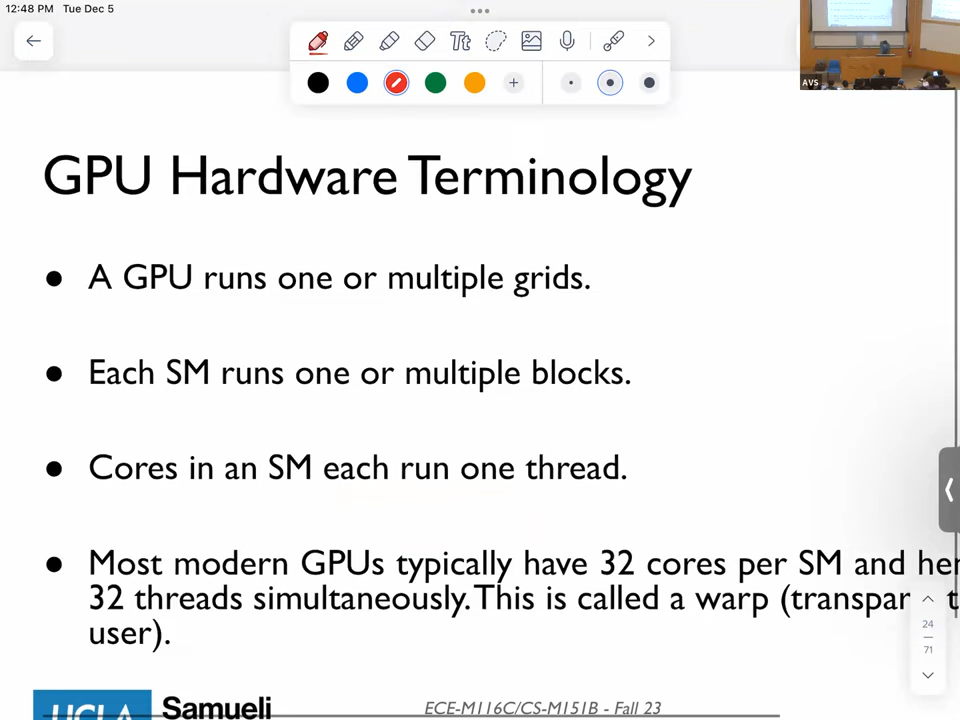 12:48 PM Tue Dec 5
Tt
AVS
GPU Hardware Terminology
● A GPU runs one or multiple grids.
● Each SM runs one or multiple blocks.
● Cores in an SM each run one thread.
● Most modern GPUs typically have 32 cores per SM and
32 threads simultaneously. This is called a warp
user).
24
71
UCLA Samueli
ECE-M116C/CS-M151B - Fall 23